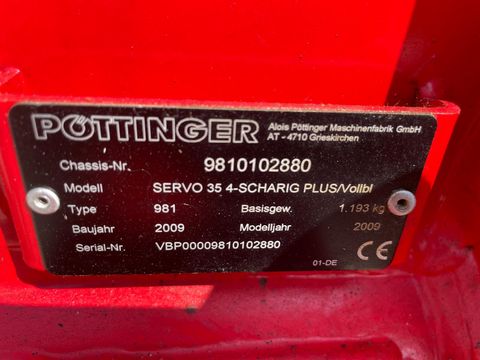 PÖTTINGER
Alois Pöttinger Maschinenfabrik GmbH
AT - 4710 Grieskirchen
Chassis-Nr. 9810102880
Modell SERVO 35 4-SCHARIG PLUS/Vollbl
Type 981 Basisgew. 1.193 kg
Baujahr 2009 Modelljahr 2009
Serial-Nr. VBP00009810102880
CE
01-DE